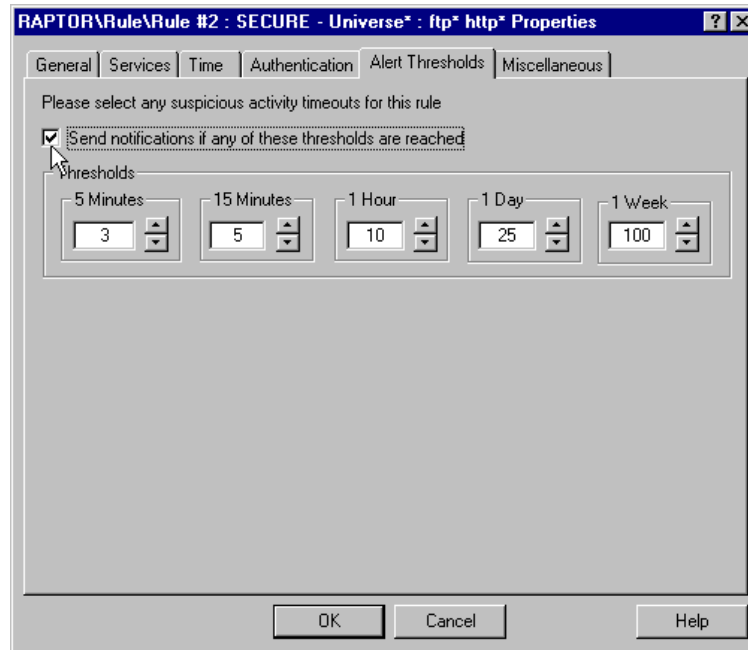 RAPTOR\Rule\Rule #2 : SECURE - Universe* : ftp* http* Properties
General Services Time Authentication Alert Thresholds Miscellaneous
Please select any suspicious activity timeouts for this rule
Send notifications if any of these thresholds are reached
Thresholds
5 Minutes 15 Minutes 1 Hour 1 Day 1 Week
3 5 10 25 100
OK Cancel Help